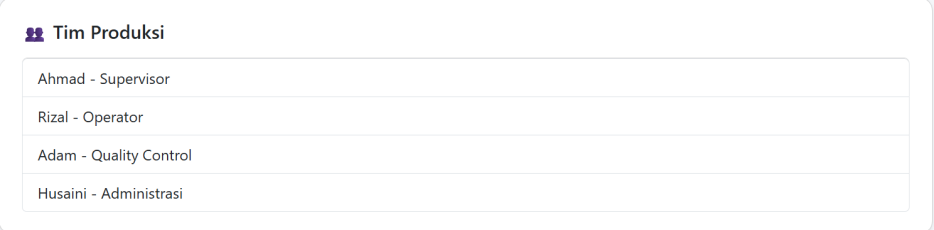 Tim Produksi
Ahmad - Supervisor
Rizal - Operator
Adam - Quality Control
Husaini - Administrasi